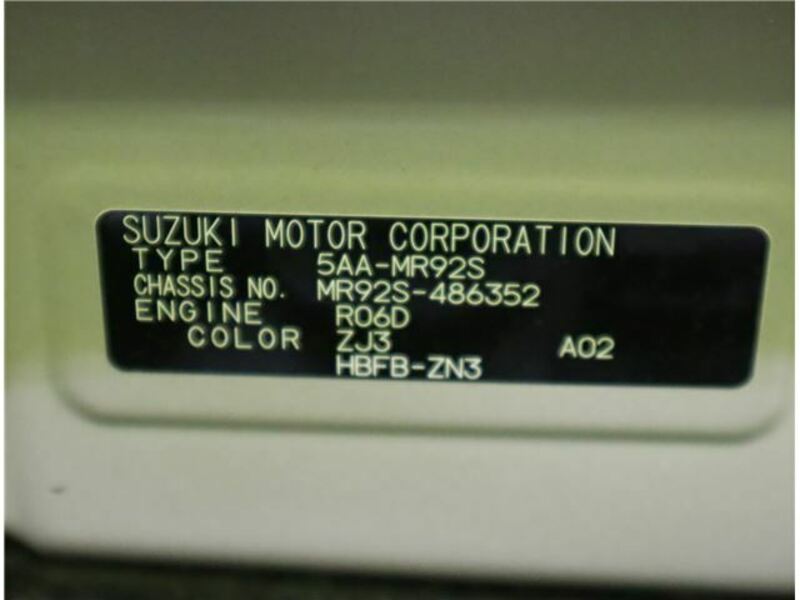 SUZUKI MOTOR CORPORATION
TYPE 5AA-MR92S
CHASSIS NO. MR92S-486352
ENGINE R06D
COLOR ZJ3 A02
HBFB-ZN3